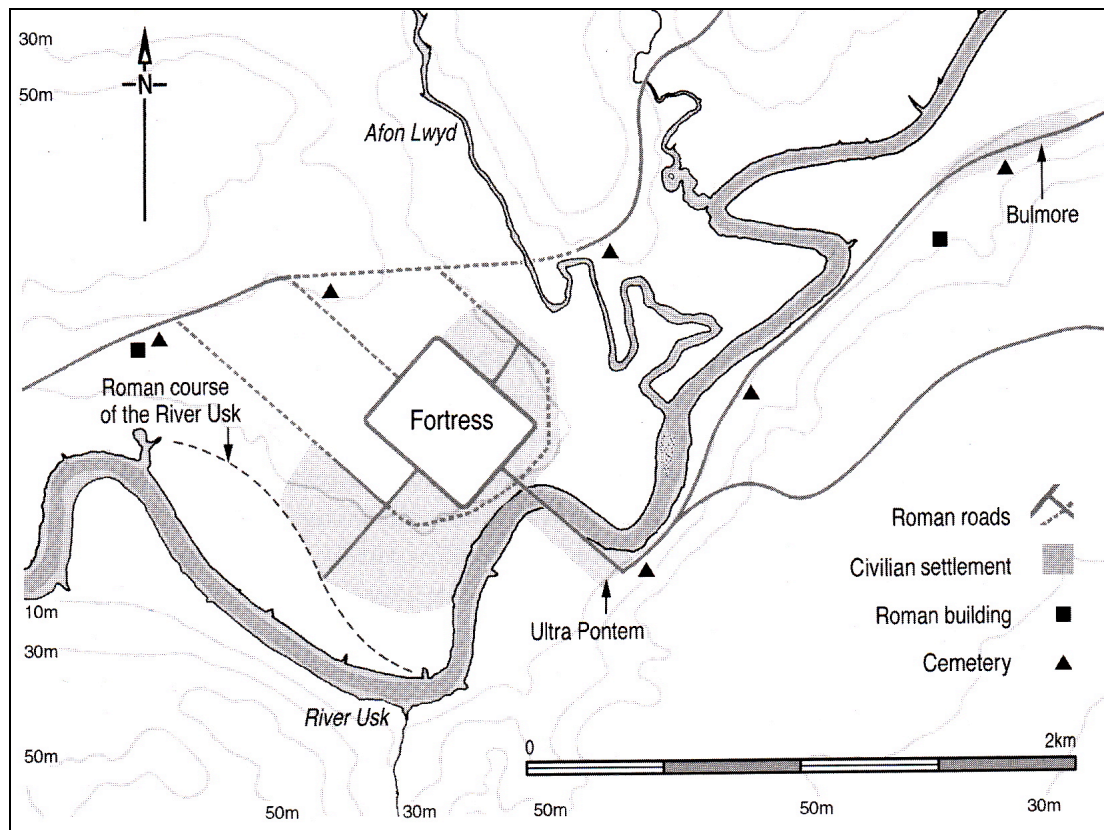 30m
50m
N
Afon Lwyd
Bulmore
Roman course
of the River Usk
Fortress
Roman roads
Civilian settlement
Roman building
Cemetery
10m
30m
Ultra Pontem
River Usk
0
2km
50m
50m
30m
50m
50m
30m